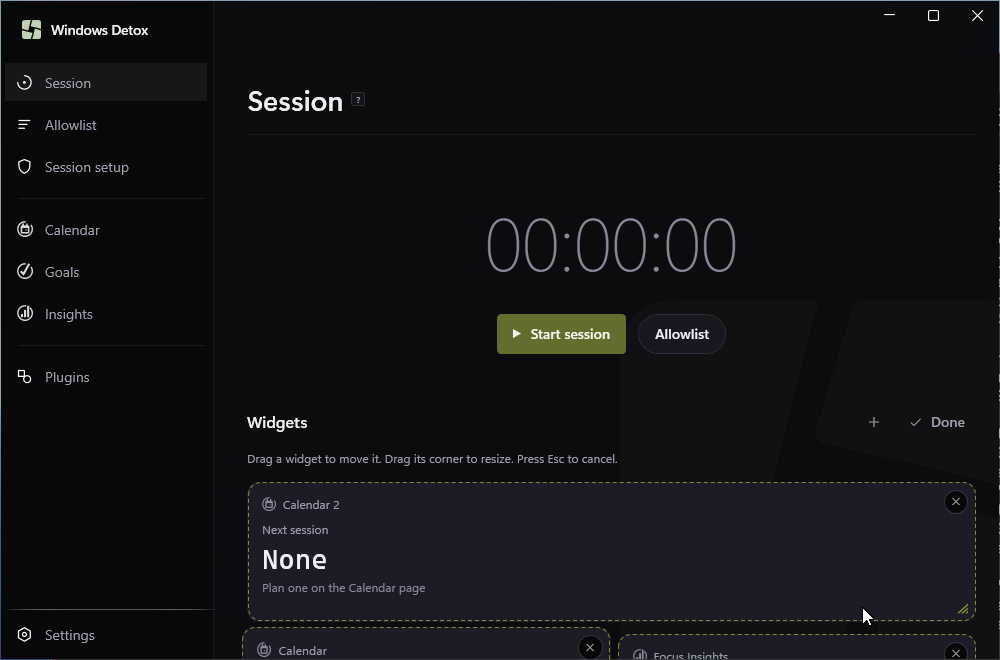 Windows Detox
Session
Allowlist
Session setup
Calendar
Goals
Insights
Plugins
Settings
Session ?
00:00:00
Start session
Allowlist
Widgets
Done
Drag a widget to move it. Drag its corner to resize. Press Esc to cancel.
Calendar 2
Next session
None
Plan one on the Calendar page
Calendar
Focus Insights